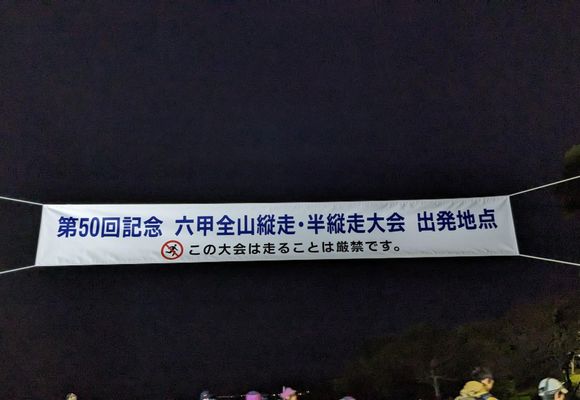 第50回記念 六甲全山縦走・半縦走大会 出発地点
この大会は走ることは厳禁です。